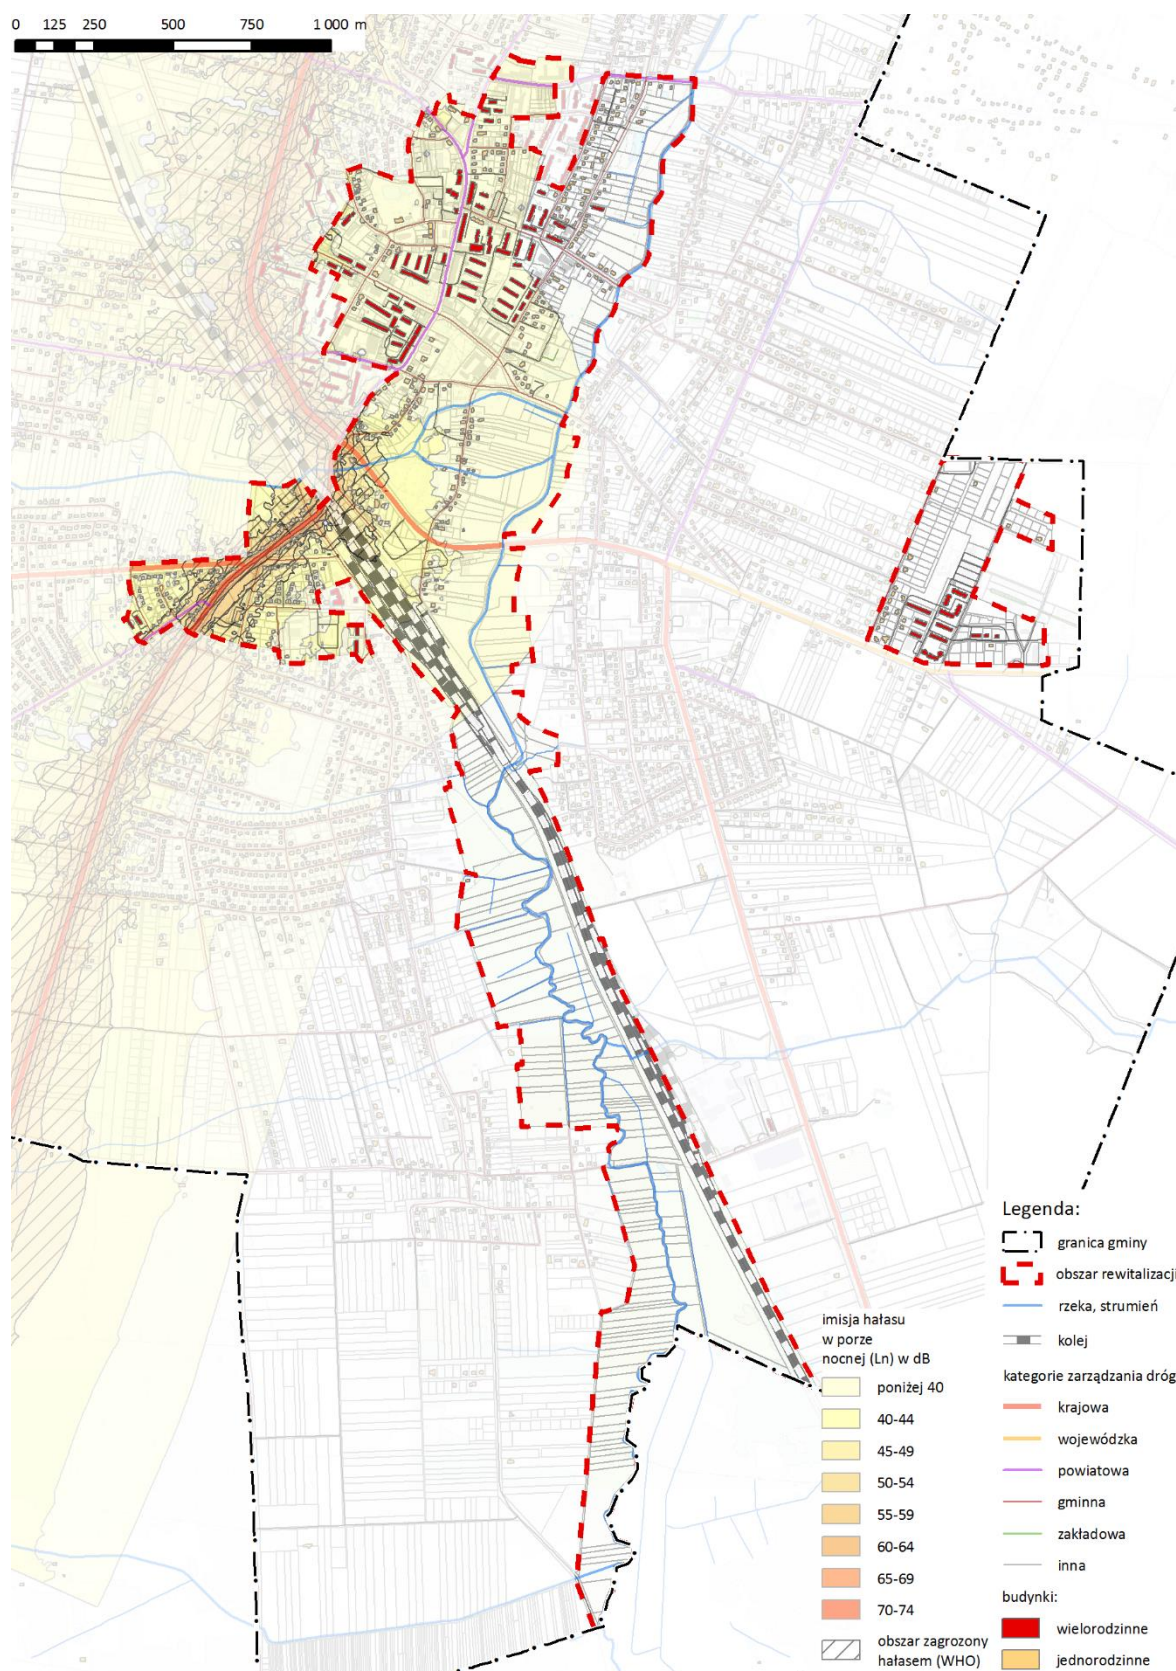 0 125 250 500 750 1 000 m
Legenda:
granica gminy
obszar rewitalizacji
rzeka, strumień
kolej
kategorie zarządzania dróg
krajowa
wojewódzka
powiatowa
gminna
zakładowa
inna
budynki:
wielorodzinne
jednorodzinne
imisja hałasu
w porze
nocnej (Ln) w dB
poniżej 40
40-44
45-49
50-54
55-59
60-64
65-69
70-74
obszar zagrozony
hałasem (WHO)